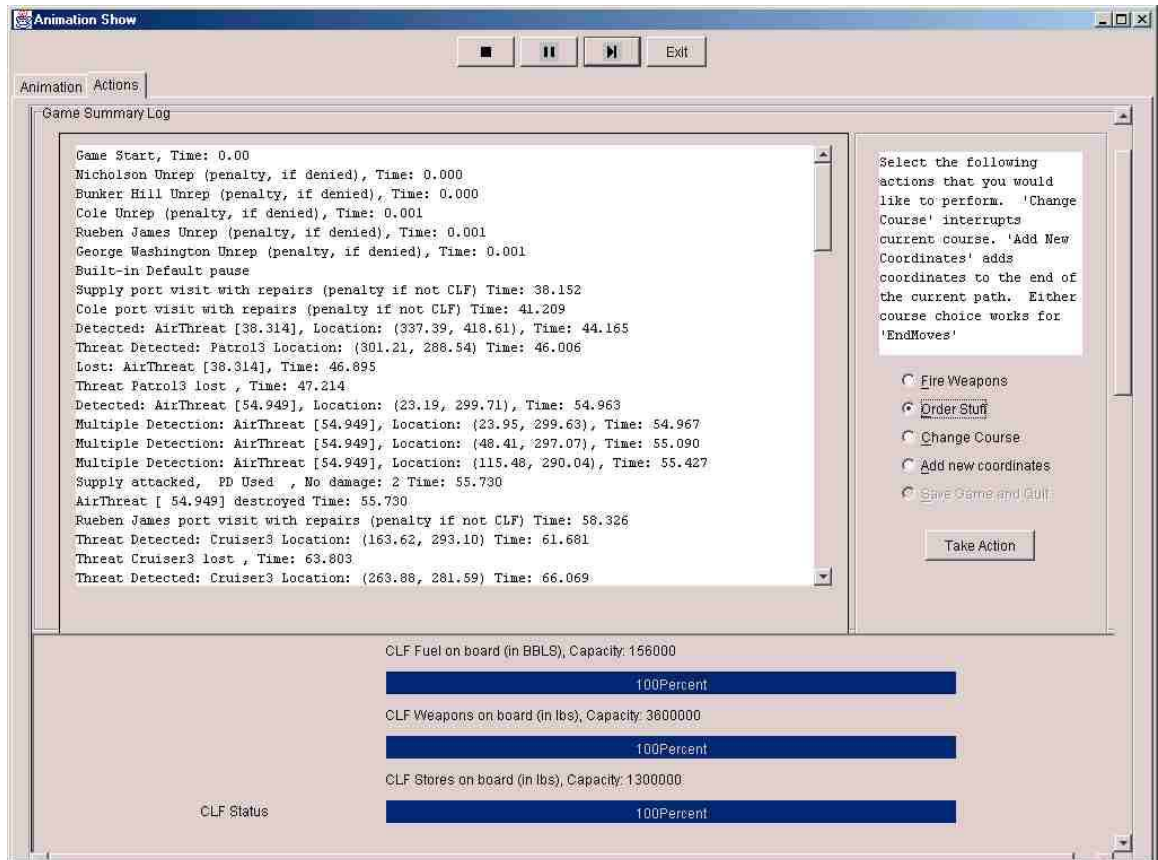 Animation Show
Exit
Animation Actions
Game Summary Log
Game Start, Time: 0.00
Nicholson Unrep (penalty, if denied), Time: 0.000
Bunker Hill Unrep (penalty, if denied), Time: 0.000
Cole Unrep (penalty, if denied), Time: 0.001
Rueben James Unrep (penalty, if denied), Time: 0.001
George Washington Unrep (penalty, if denied), Time: 0.001
Built-in Default pause
Supply port visit with repairs (penalty if not CLF) Time: 38.152
Cole port visit with repairs (penalty if not CLF) Time: 41.209
Detected: AirThreat [38.314], Location: (337.39, 418.61), Time: 44.165
Threat Detected: Patrol3 Location: (301.21, 288.54) Time: 46.006
Lost: AirThreat [38.314], Time: 46.895
Threat Patrol3 lost , Time: 47.214
Detected: AirThreat [54.949], Location: (23.19, 299.71), Time: 54.963
Multiple Detection: AirThreat [54.949], Location: (23.95, 299.63), Time: 54.967
Multiple Detection: AirThreat [54.949], Location: (48.41, 297.07), Time: 55.090
Multiple Detection: AirThreat [54.949], Location: (115.48, 290.04), Time: 55.427
Supply attacked,  PD Used  , No damage: 2 Time: 55.730
AirThreat [ 54.949] destroyed Time: 55.730
Rueben James port visit with repairs (penalty if not CLF) Time: 58.326
Threat Detected: Cruiser3 Location: (163.62, 293.10) Time: 61.681
Threat Cruiser3 lost , Time: 63.803
Threat Detected: Cruiser3 Location: (263.88, 281.59) Time: 66.069
Select the following
actions that you would
like to perform.  'Change
Course' interrupts
current course. 'Add New
Coordinates' adds
coordinates to the end of
the current path.  Either
course choice works for
'EndMoves'
Fire Weapons
Order Stuff
Change Course
Add new coordinates
Save Game and Quit
Take Action
CLF Fuel on board (in BBLS), Capacity: 156000
100Percent
CLF Weapons on board (in lbs), Capacity: 3600000
100Percent
CLF Stores on board (in lbs), Capacity: 1300000
CLF Status
100Percent